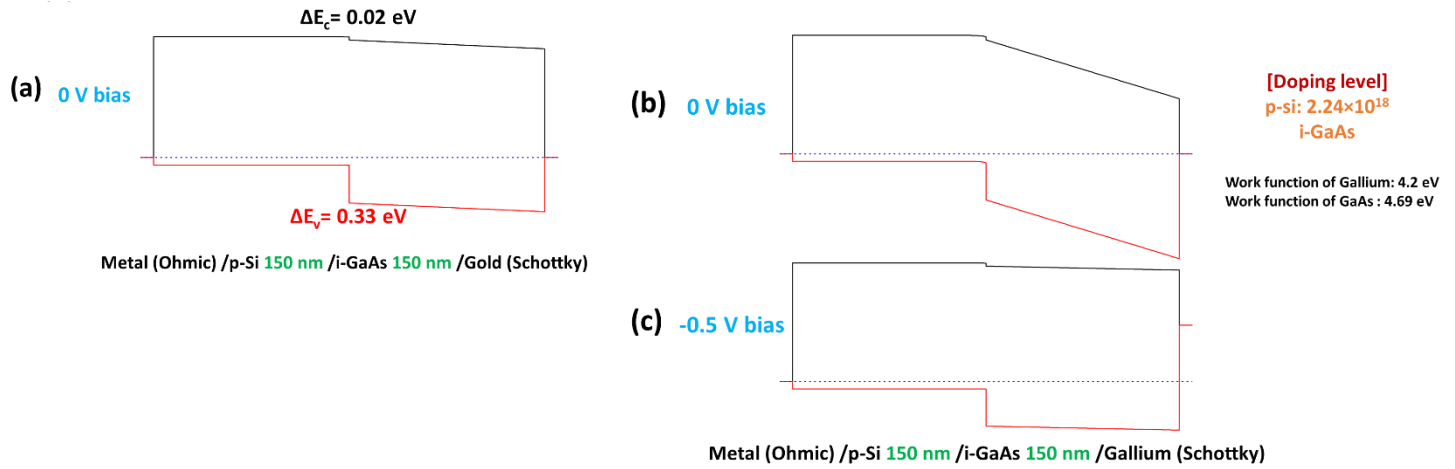 ΔEc= 0.02 eV
(a)
0 V bias
ΔEv= 0.33 eV
Metal (Ohmic) /p-Si 150 nm /i-GaAs 150 nm /Gold (Schottky)
(b)
0 V bias
[Doping level]
p-si: 2.24×10¹⁸
i-GaAs
Work function of Gallium: 4.2 eV
Work function of GaAs : 4.69 eV
(c)
-0.5 V bias
Metal (Ohmic) /p-Si 150 nm /i-GaAs 150 nm /Gallium (Schottky)